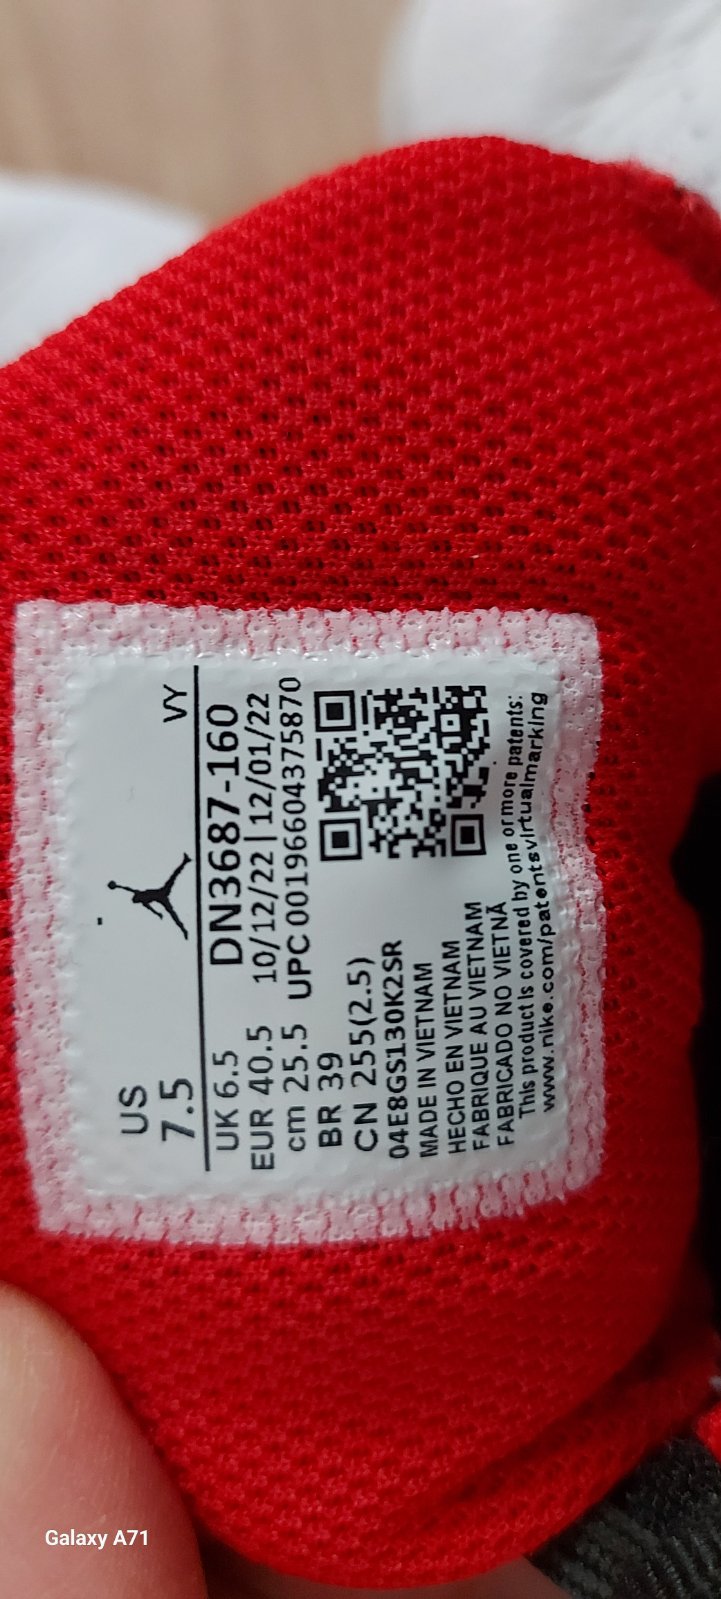 US
7.5
VY
UK 6.5
DN3687-160
EUR 40.5
10/12/22 | 12/01/22
cm 25.5
UPC 00196604375870
BR 39
CN 255(2.5)
04E8GS130K2SR
MADE IN VIETNAM
HECHO EN VIETNAM
FABRIQUE AU VIETNAM
FABRICADO NO VIETNÃ
This product is covered by one or more patents:
www.nike.com/patentsvirtualmarking
Galaxy A71